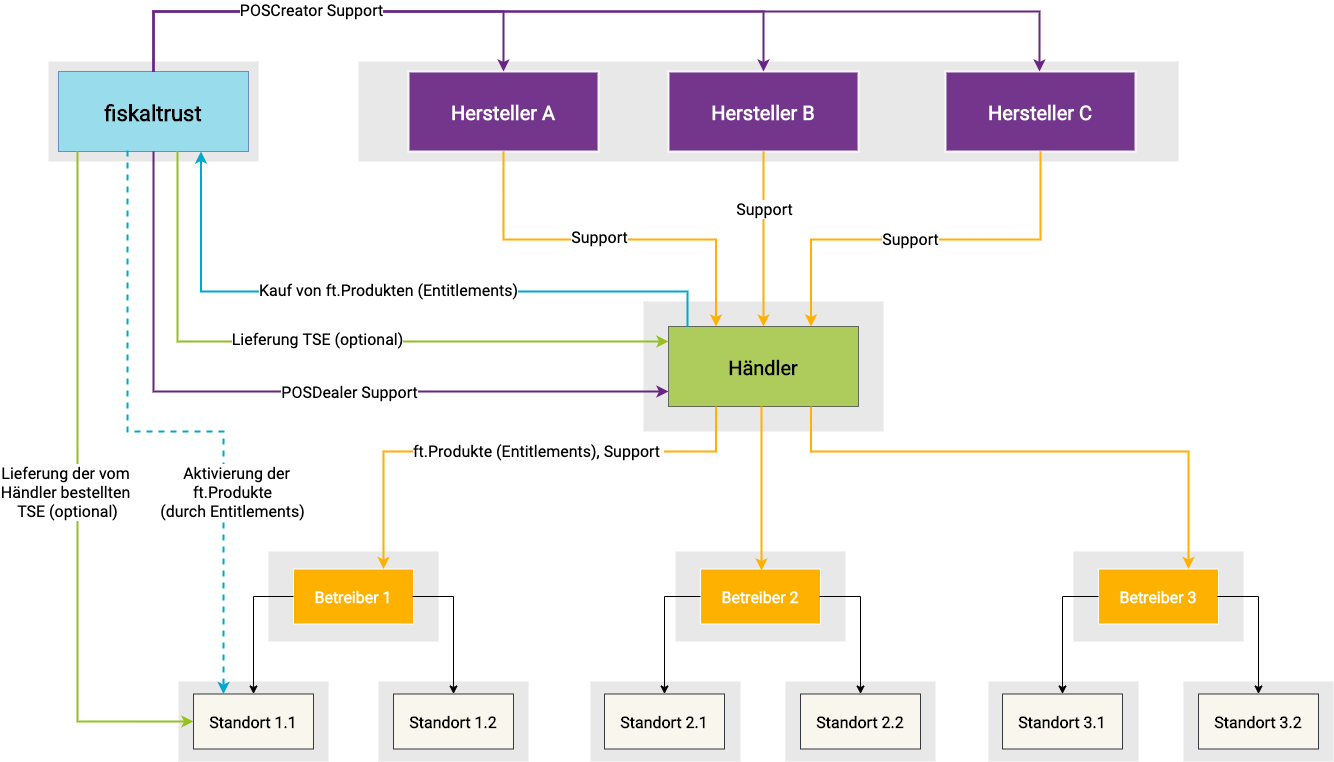 POSCreator Support
fiskaltrust
Hersteller A
Hersteller B
Hersteller C
Support
Support
Support
Kauf von ft.Produkten (Entitlements)
Lieferung TSE (optional)
Händler
POSDealer Support
ft.Produkte (Entitlements), Support
Lieferung der vom
Händler bestellten
TSE (optional)
Aktivierung der
ft.Produkte
(durch Entitlements)
Betreiber 1
Betreiber 2
Betreiber 3
Standort 1.1
Standort 1.2
Standort 2.1
Standort 2.2
Standort 3.1
Standort 3.2